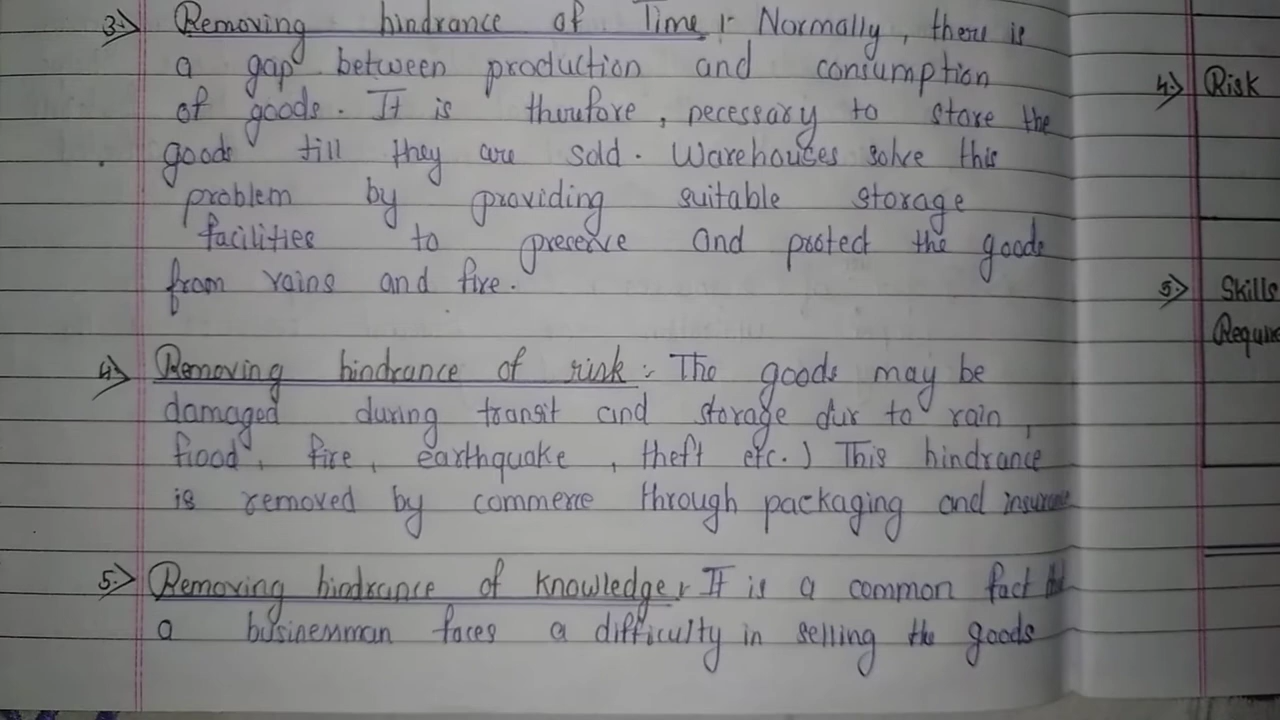 3.> Removing hindrance of Time :- Normally, there is
a gap between production and consumption
of goods. It is therefore, necessary to store the
goods till they are sold. Warehouses solve this
problem by providing suitable storage
facilities to preserve and protect the goods
from rains and fire.
4.> Removing hindrance of risk :- The goods may be
damaged during transit and storage dur to rain,
flood, fire, earthquake, theft etc.) This hindrance
is removed by commerce through packaging and insurance
5.> Removing hindrance of knowledge :- It is a common fact
a businessman faces a difficulty in selling the goods
4.> Risk
5.> Skills